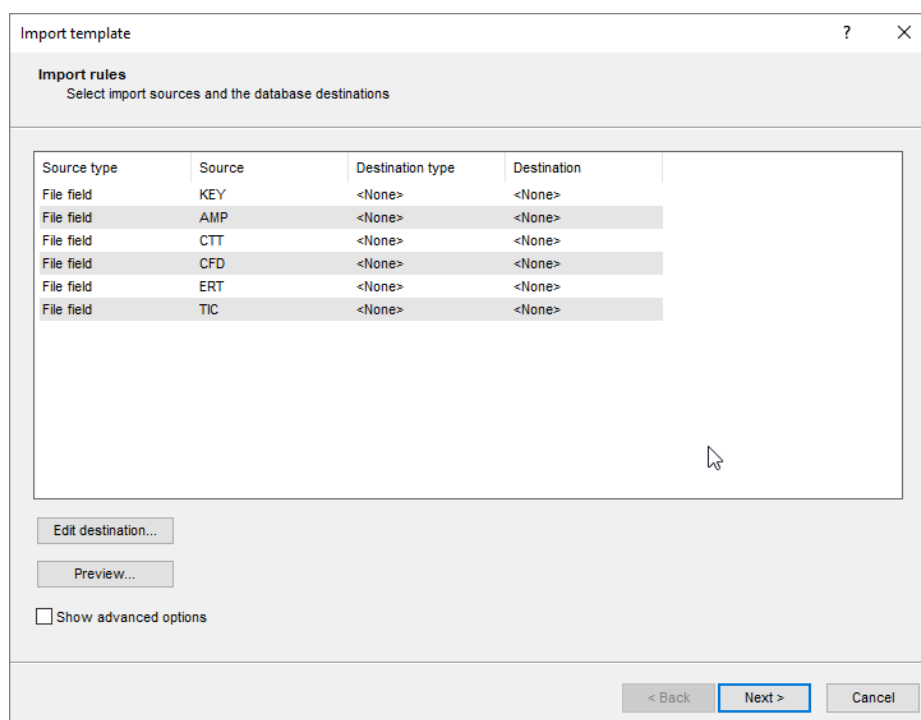 Import template ?
Import rules
Select import sources and the database destinations
Source type Source Destination type Destination
File field KEY <None> <None>
File field AMP <None> <None>
File field CTT <None> <None>
File field CFD <None> <None>
File field ERT <None> <None>
File field TIC <None> <None>
Edit destination...
Preview...
Show advanced options
< Back Next > Cancel